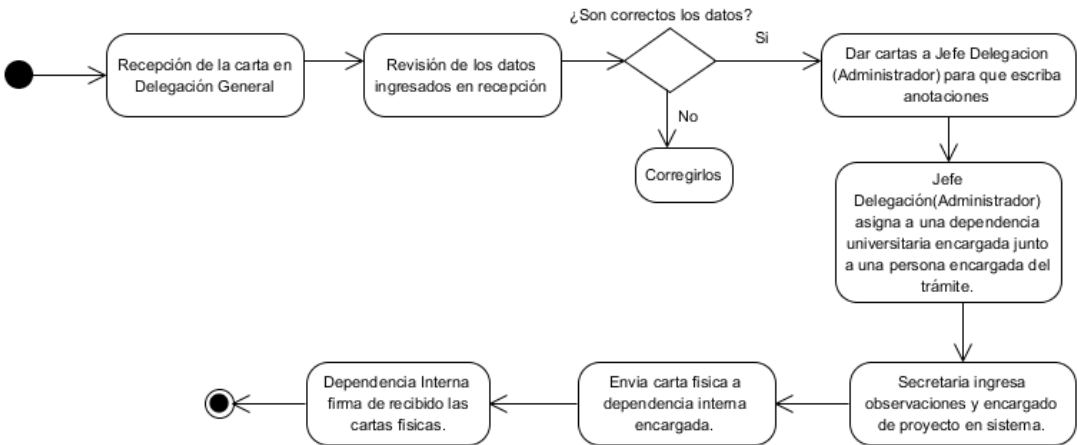 ¿Son correctos los datos?
Recepción de la carta en
Delegación General
Revisión de los datos
ingresados en recepción
Si
Dar cartas a Jefe Delegacion
(Administrador) para que escriba
anotaciones
No
Corregirlos
Jefe
Delegación(Administrador)
asigna a una dependencia
universitaria encargada junto
a una persona encargada del
trámite.
Secretaria ingresa
observaciones y encargado
de proyecto en sistema.
Envia carta fisica a
dependencia interna
encargada.
Dependencia Interna
firma de recibido las
cartas fisicas.